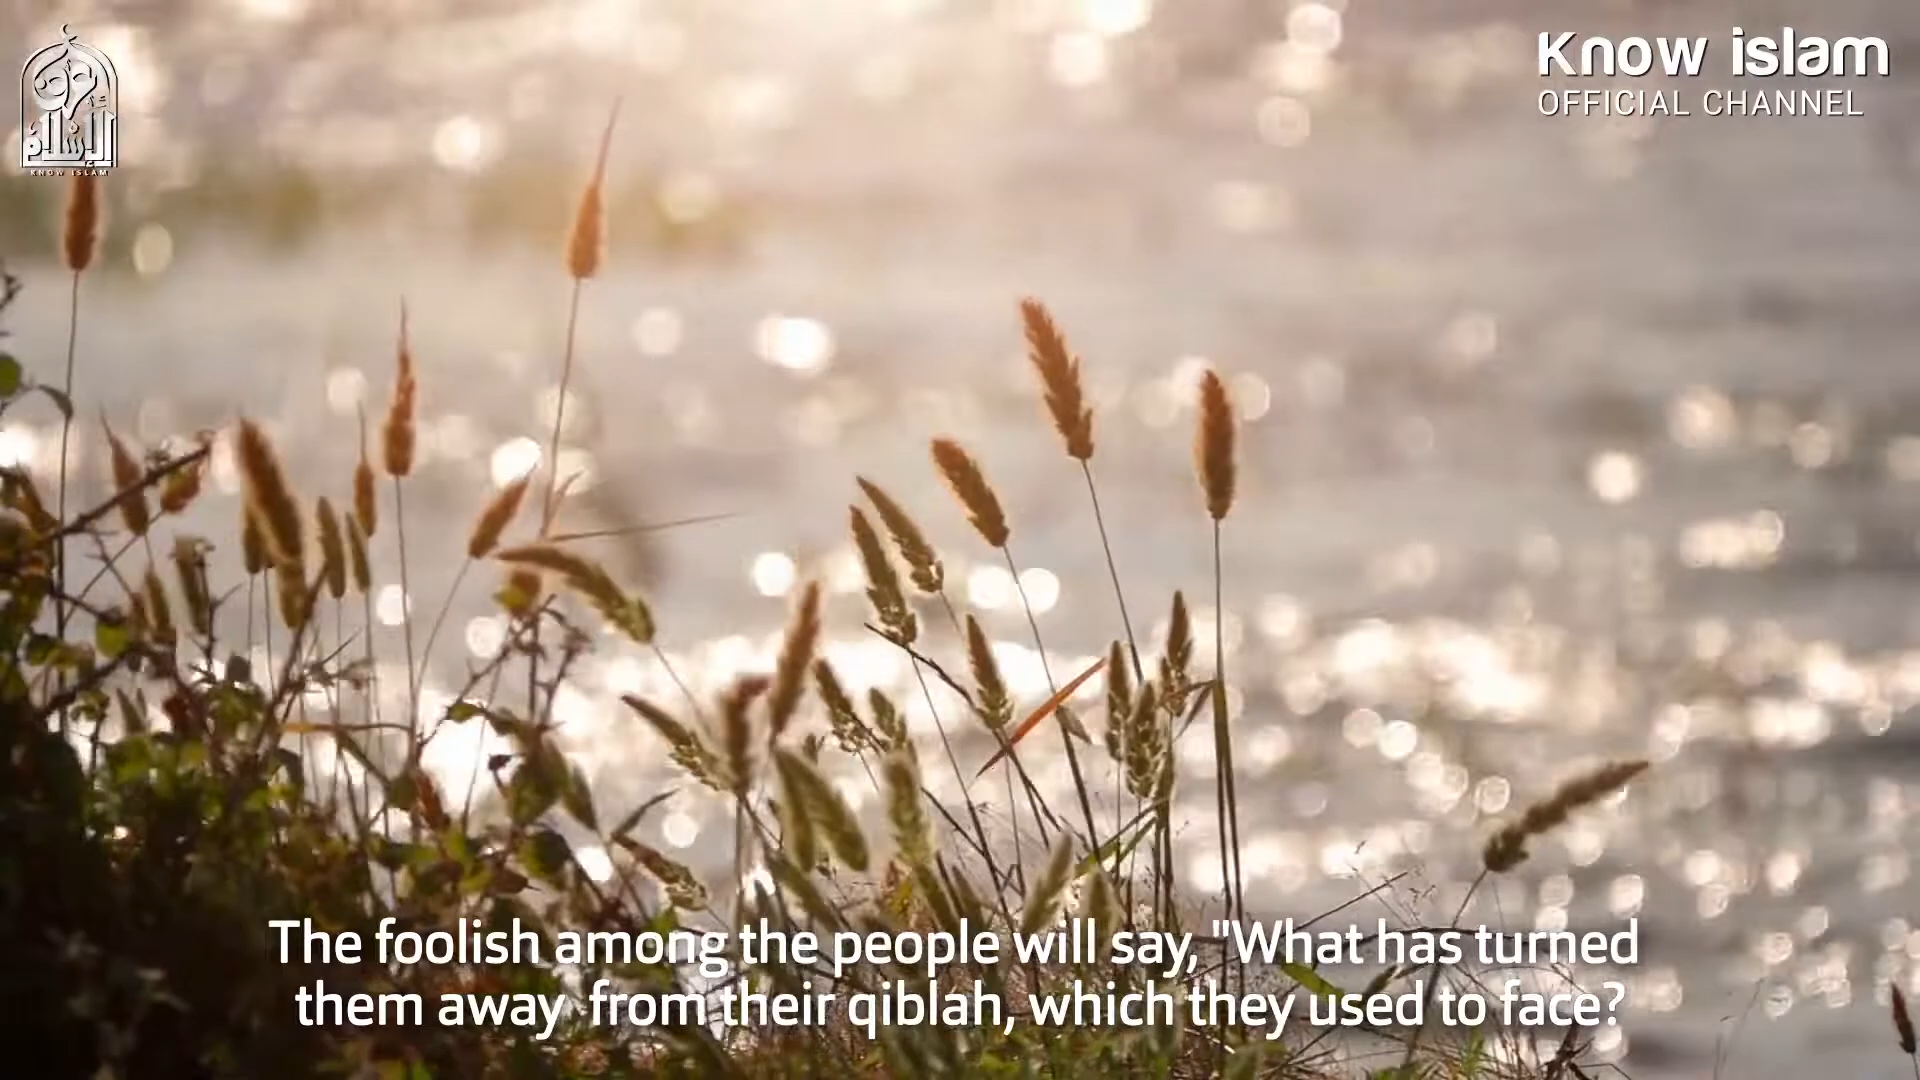 Know islam
OFFICIAL CHANNEL
الإسلام
KNOW ISLAM
The foolish among the people will say, "What has turned
them away from their qiblah, which they used to face?